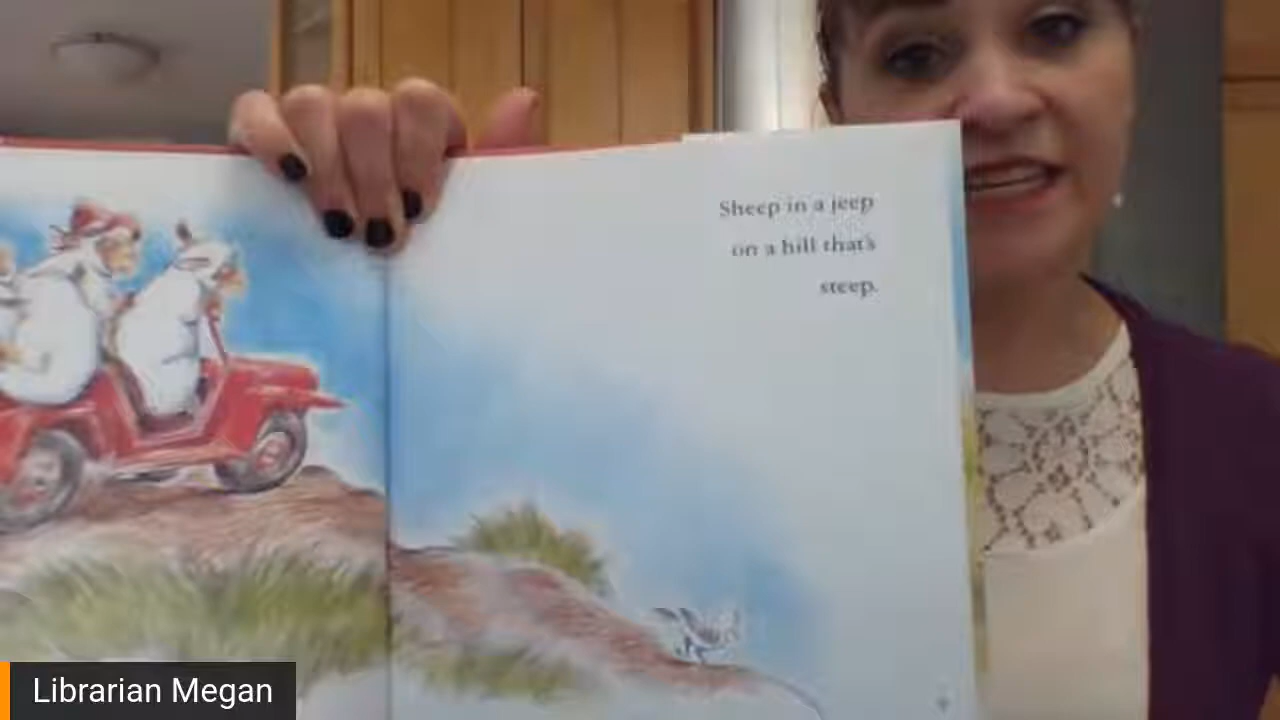 Sheep in a jeep
on a hill that's
steep.
Librarian Megan